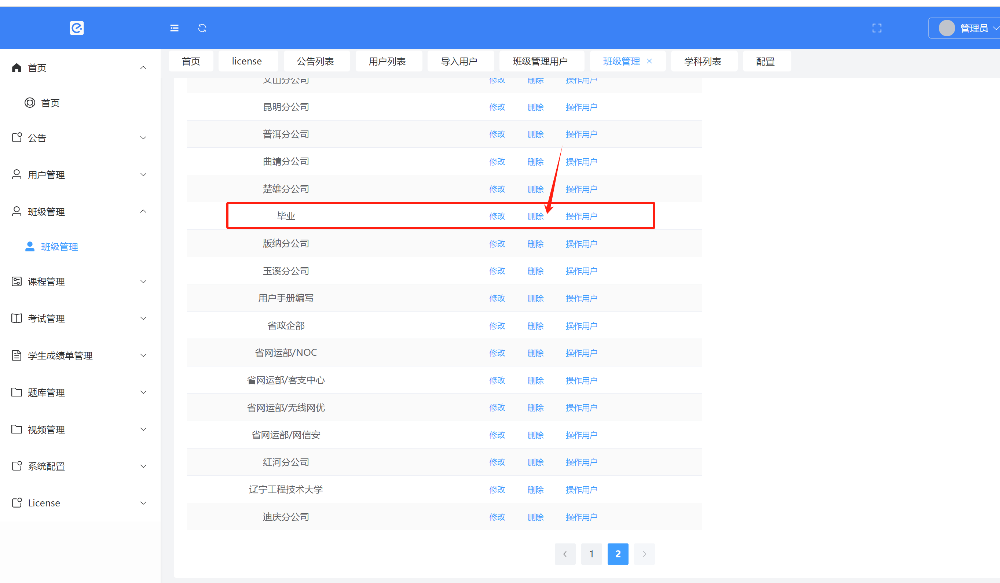 管理员
首页
license
公告列表
用户列表
导入用户
班级管理用户
班级管理
学科列表
配置
首页
首页
公告
用户管理
班级管理
班级管理
课程管理
考试管理
学生成绩单管理
题库管理
视频管理
系统配置
License
文山分公司 修改 删除 操作用户
昆明分公司 修改 删除 操作用户
普洱分公司 修改 删除 操作用户
曲靖分公司 修改 删除 操作用户
楚雄分公司 修改 删除 操作用户
毕业 修改 删除 操作用户
版纳分公司 修改 删除 操作用户
玉溪分公司 修改 删除 操作用户
用户手册编写 修改 删除 操作用户
省政企部 修改 删除 操作用户
省网运部/NOC 修改 删除 操作用户
省网运部/客支中心 修改 删除 操作用户
省网运部/无线网优 修改 删除 操作用户
省网运部/网信安 修改 删除 操作用户
红河分公司 修改 删除 操作用户
辽宁工程技术大学 修改 删除 操作用户
迪庆分公司 修改 删除 操作用户
1 2